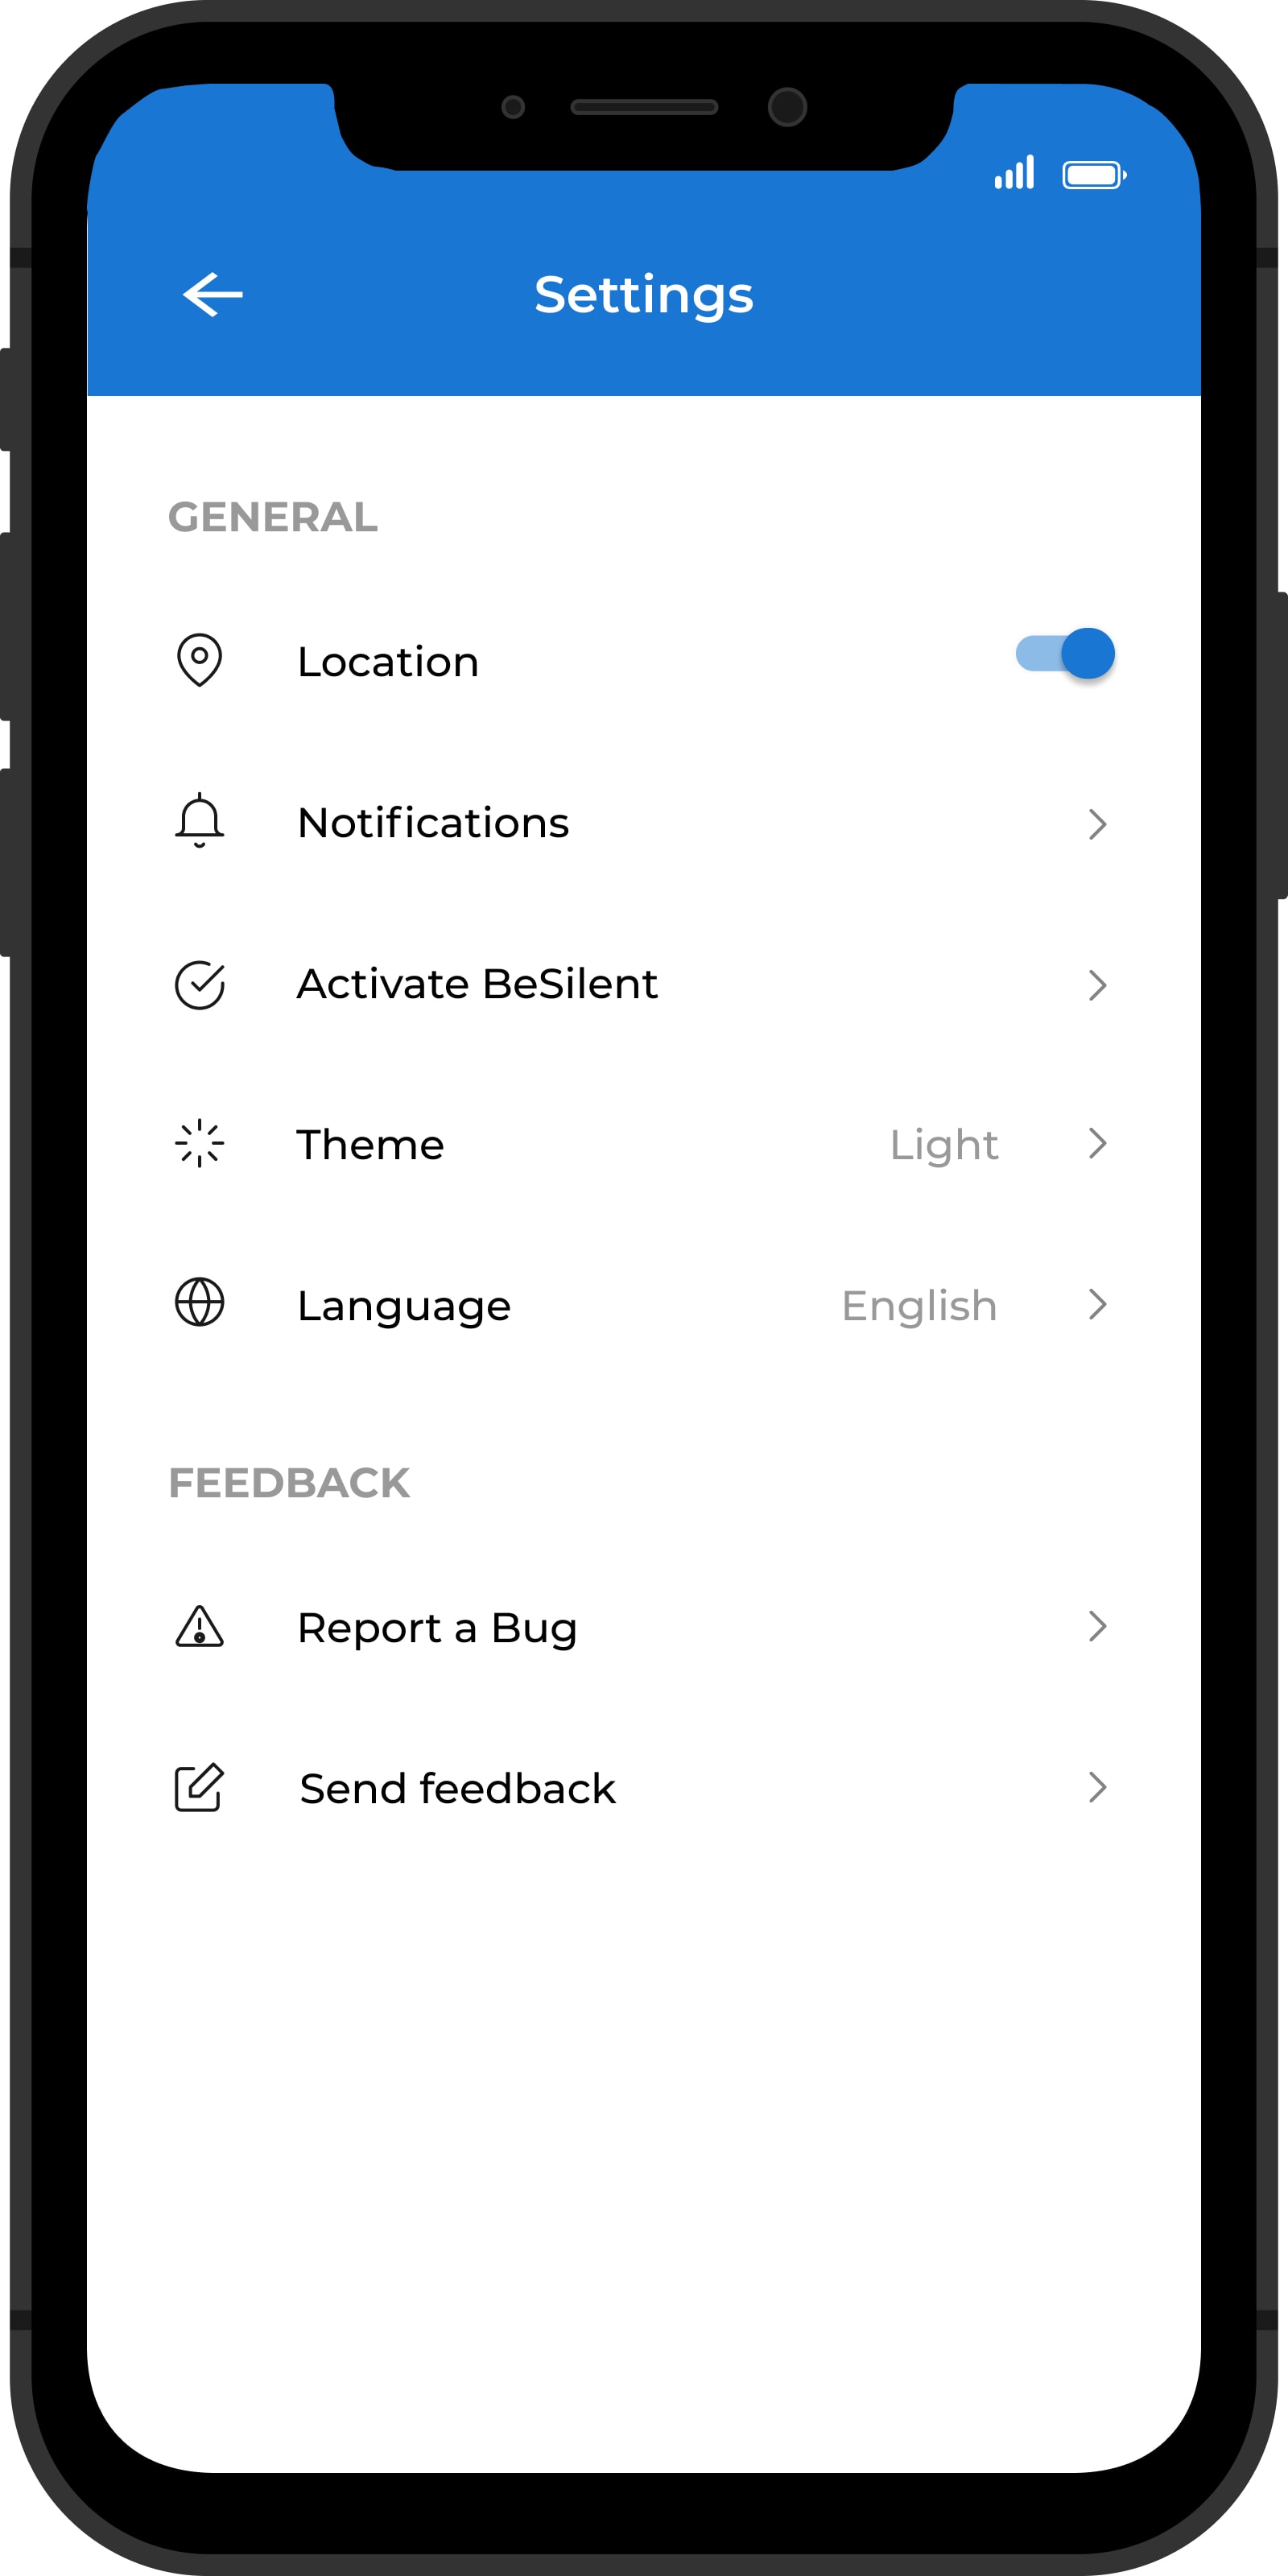 Settings
GENERAL
Location
Notifications
Activate BeSilent
Theme Light
Language English
FEEDBACK
Report a Bug
Send feedback